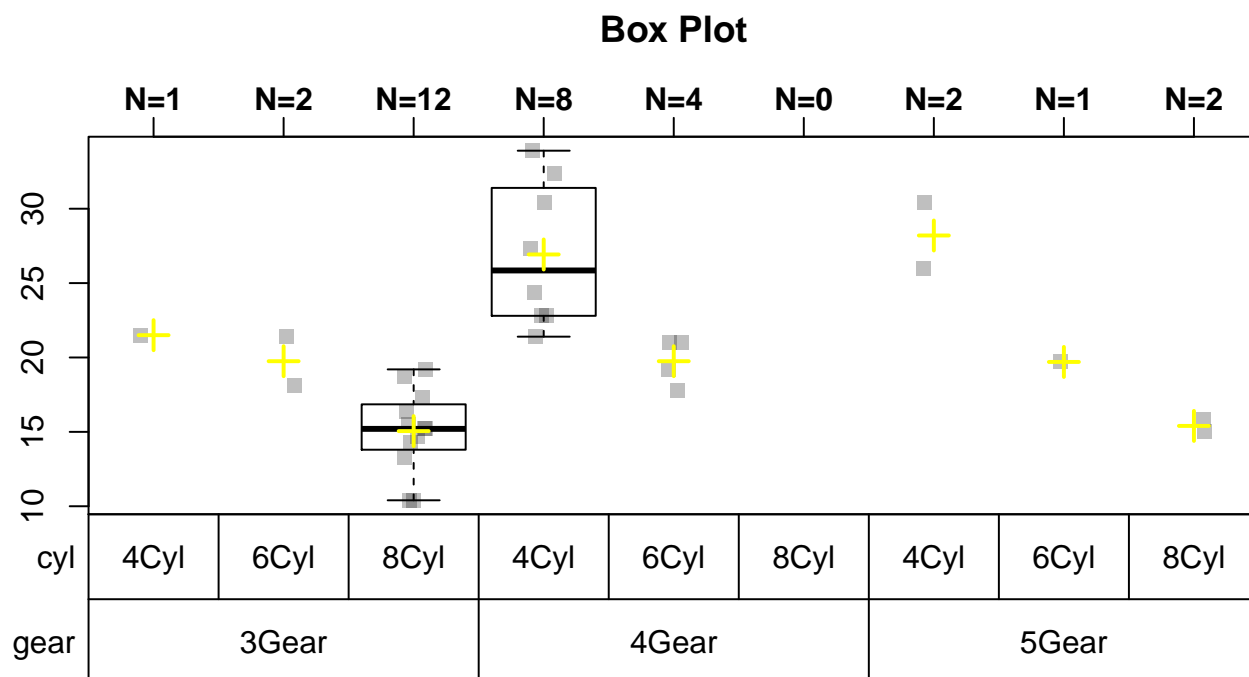 Box Plot
N=1 N=2 N=12 N=8 N=4 N=0 N=2 N=1 N=2
30
25
20
15
10
cyl 4Cyl 6Cyl 8Cyl 4Cyl 6Cyl 8Cyl 4Cyl 6Cyl 8Cyl
gear 3Gear 4Gear 5Gear